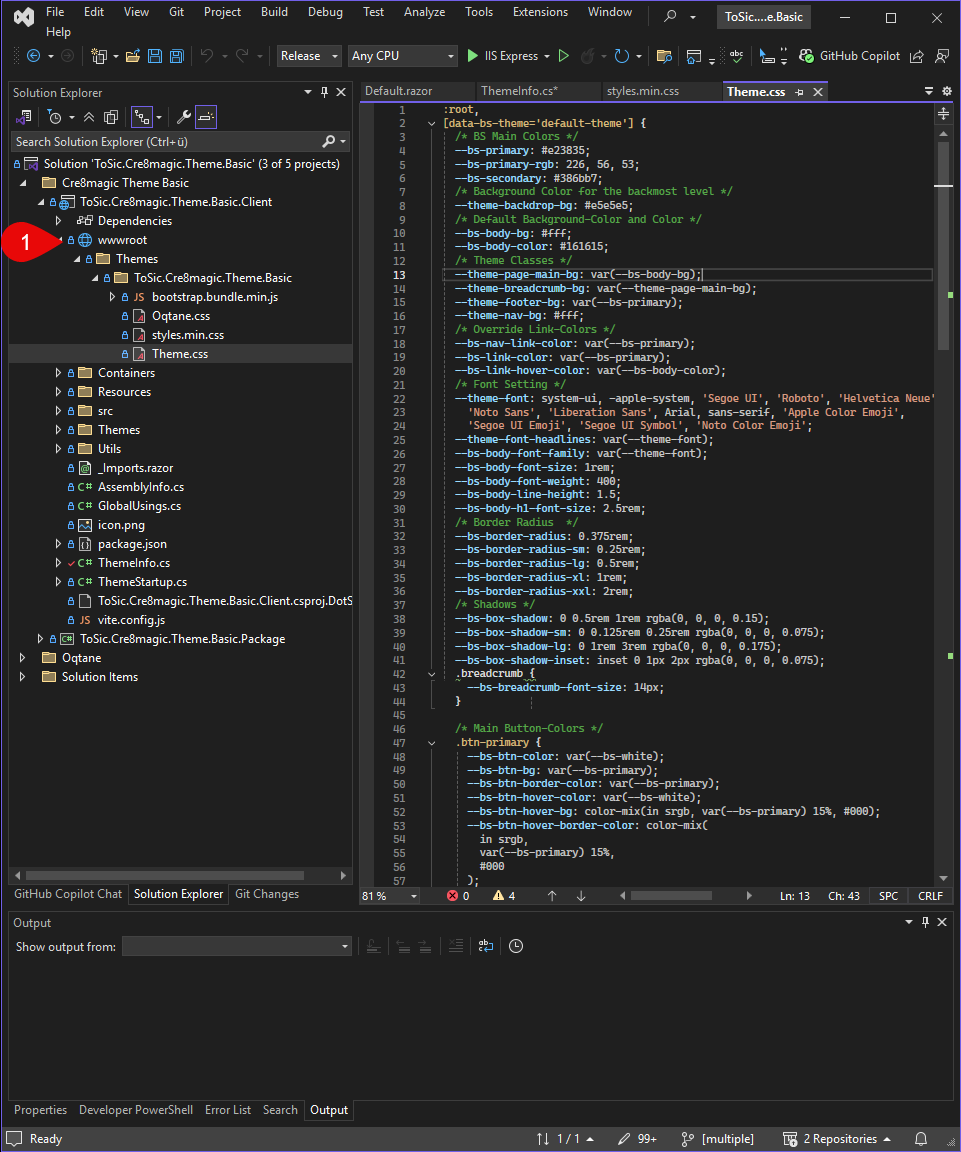 File Edit View Git Project Build Debug Test Analyze Tools Extensions Window ToSic....e.Basic
Help
Release Any CPU IIS Express GitHub Copilot
Solution Explorer
Search Solution Explorer (Ctrl+ü)
Solution 'ToSic.Cre8magic.Theme.Basic' (3 of 5 projects)
Cre8magic Theme Basic
ToSic.Cre8magic.Theme.Basic.Client
Dependencies
1 wwwroot
Themes
ToSic.Cre8magic.Theme.Basic
JS bootstrap.bundle.min.js
Oqtane.css
styles.min.css
Theme.css
Containers
Resources
src
Themes
Utils
_Imports.razor
C# AssemblyInfo.cs
C# GlobalUsings.cs
icon.png
package.json
C# ThemeInfo.cs
C# ThemeStartup.cs
ToSic.Cre8magic.Theme.Basic.Client.csproj.DotS
JS vite.config.js
C# ToSic.Cre8magic.Theme.Basic.Package
Oqtane
Solution Items
GitHub Copilot Chat Solution Explorer Git Changes
Default.razor ThemeInfo.cs* styles.min.css Theme.css
1 :root,
2 [data-bs-theme='default-theme'] {
3 /* BS Main Colors */
4 --bs-primary: #e23835;
5 --bs-primary-rgb: 226, 56, 53;
6 --bs-secondary: #386bb7;
7 /* Background Color for the backmost level */
8 --theme-backdrop-bg: #e5e5e5;
9 /* Default Background-Color and Color */
10 --bs-body-bg: #fff;
11 --bs-body-color: #161615;
12 /* Theme Classes */
13 --theme-page-main-bg: var(--bs-body-bg);
14 --theme-breadcrumb-bg: var(--theme-page-main-bg);
15 --theme-footer-bg: var(--bs-primary);
16 --theme-nav-bg: #fff;
17 /* Override Link-Colors */
18 --bs-nav-link-color: var(--bs-primary);
19 --bs-link-color: var(--bs-primary);
20 --bs-link-hover-color: var(--bs-body-color);
21 /* Font Setting */
22 --theme-font: system-ui, -apple-system, 'Segoe UI', 'Roboto', 'Helvetica Neue'
23 'Noto Sans', 'Liberation Sans', Arial, sans-serif, 'Apple Color Emoji',
24 'Segoe UI Emoji', 'Segoe UI Symbol', 'Noto Color Emoji';
25 --theme-font-headlines: var(--theme-font);
26 --bs-body-font-family: var(--theme-font);
27 --bs-body-font-size: 1rem;
28 --bs-body-font-weight: 400;
29 --bs-body-line-height: 1.5;
30 --bs-body-h1-font-size: 2.5rem;
31 /* Border Radius  */
32 --bs-border-radius: 0.375rem;
33 --bs-border-radius-sm: 0.25rem;
34 --bs-border-radius-lg: 0.5rem;
35 --bs-border-radius-xl: 1rem;
36 --bs-border-radius-xxl: 2rem;
37 /* Shadows */
38 --bs-box-shadow: 0 0.5rem 1rem rgba(0, 0, 0, 0.15);
39 --bs-box-shadow-sm: 0 0.125rem 0.25rem rgba(0, 0, 0, 0.075);
40 --bs-box-shadow-lg: 0 1rem 3rem rgba(0, 0, 0, 0.175);
41 --bs-box-shadow-inset: inset 0 1px 2px rgba(0, 0, 0, 0.075);
42 .breadcrumb {
43 --bs-breadcrumb-font-size: 14px;
44 }
45
46 /* Main Button-Colors */
47 .btn-primary {
48 --bs-btn-color: var(--bs-white);
49 --bs-btn-bg: var(--bs-primary);
50 --bs-btn-border-color: var(--bs-primary);
51 --bs-btn-hover-color: var(--bs-white);
52 --bs-btn-hover-bg: color-mix(in srgb, var(--bs-primary) 15%, #000);
53 --bs-btn-hover-border-color: color-mix(
54 in srgb,
55 var(--bs-primary) 15%,
56 #000
57 );
81 % 0 4 Ln: 13 Ch: 43 SPC CRLF
Output
Show output from:
Properties Developer PowerShell Error List Search Output
Ready 1 / 1 99+ [multiple] 2 Repositories